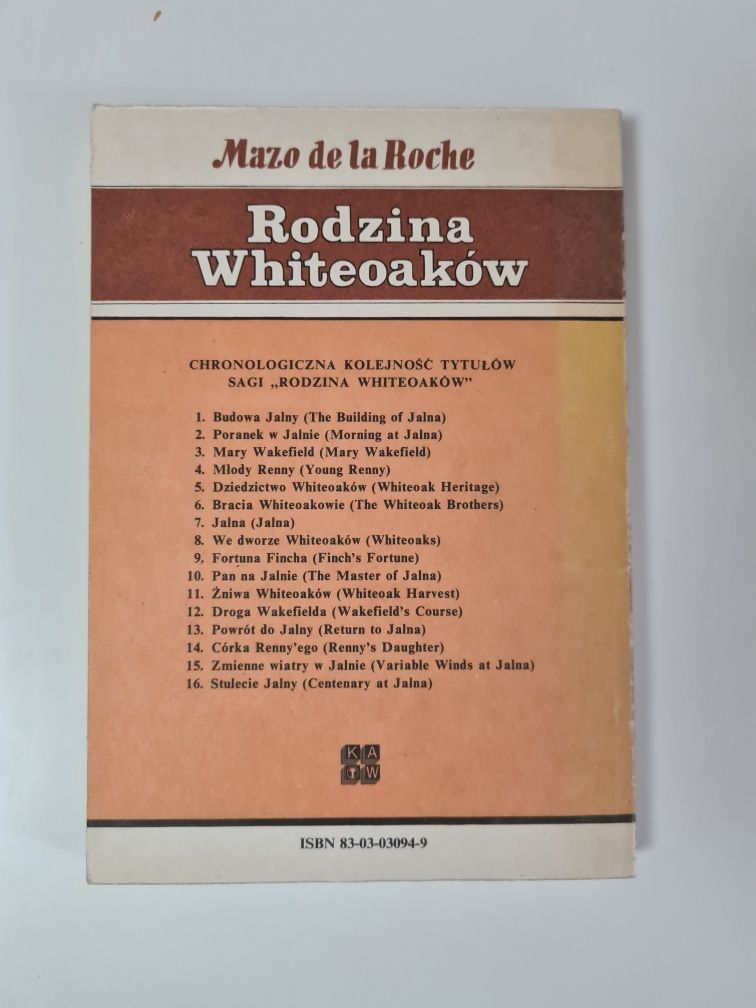 Mazo de la Roche
Rodzina
Whiteoaków
CHRONOLOGICZNA KOLEJNOŚĆ TYTUŁÓW
SAGI „RODZINA WHITEOAKÓW”
1. Budowa Jalny (The Building of Jalna)
2. Poranek w Jalnie (Morning at Jalna)
3. Mary Wakefield (Mary Wakefield)
4. Młody Renny (Young Renny)
5. Dziedzictwo Whiteoaków (Whiteoak Heritage)
6. Bracia Whiteoakowie (The Whiteoak Brothers)
7. Jalna (Jalna)
8. We dworze Whiteoaków (Whiteoaks)
9. Fortuna Fincha (Finch's Fortune)
10. Pan na Jalnie (The Master of Jalna)
11. Żniwa Whiteoaków (Whiteoak Harvest)
12. Droga Wakefielda (Wakefield's Course)
13. Powrót do Jalny (Return to Jalna)
14. Córka Renny'ego (Renny's Daughter)
15. Zmienne wiatry w Jalnie (Variable Winds at Jalna)
16. Stulecie Jalny (Centenary at Jalna)
K A
W
ISBN 83-03-03094-9